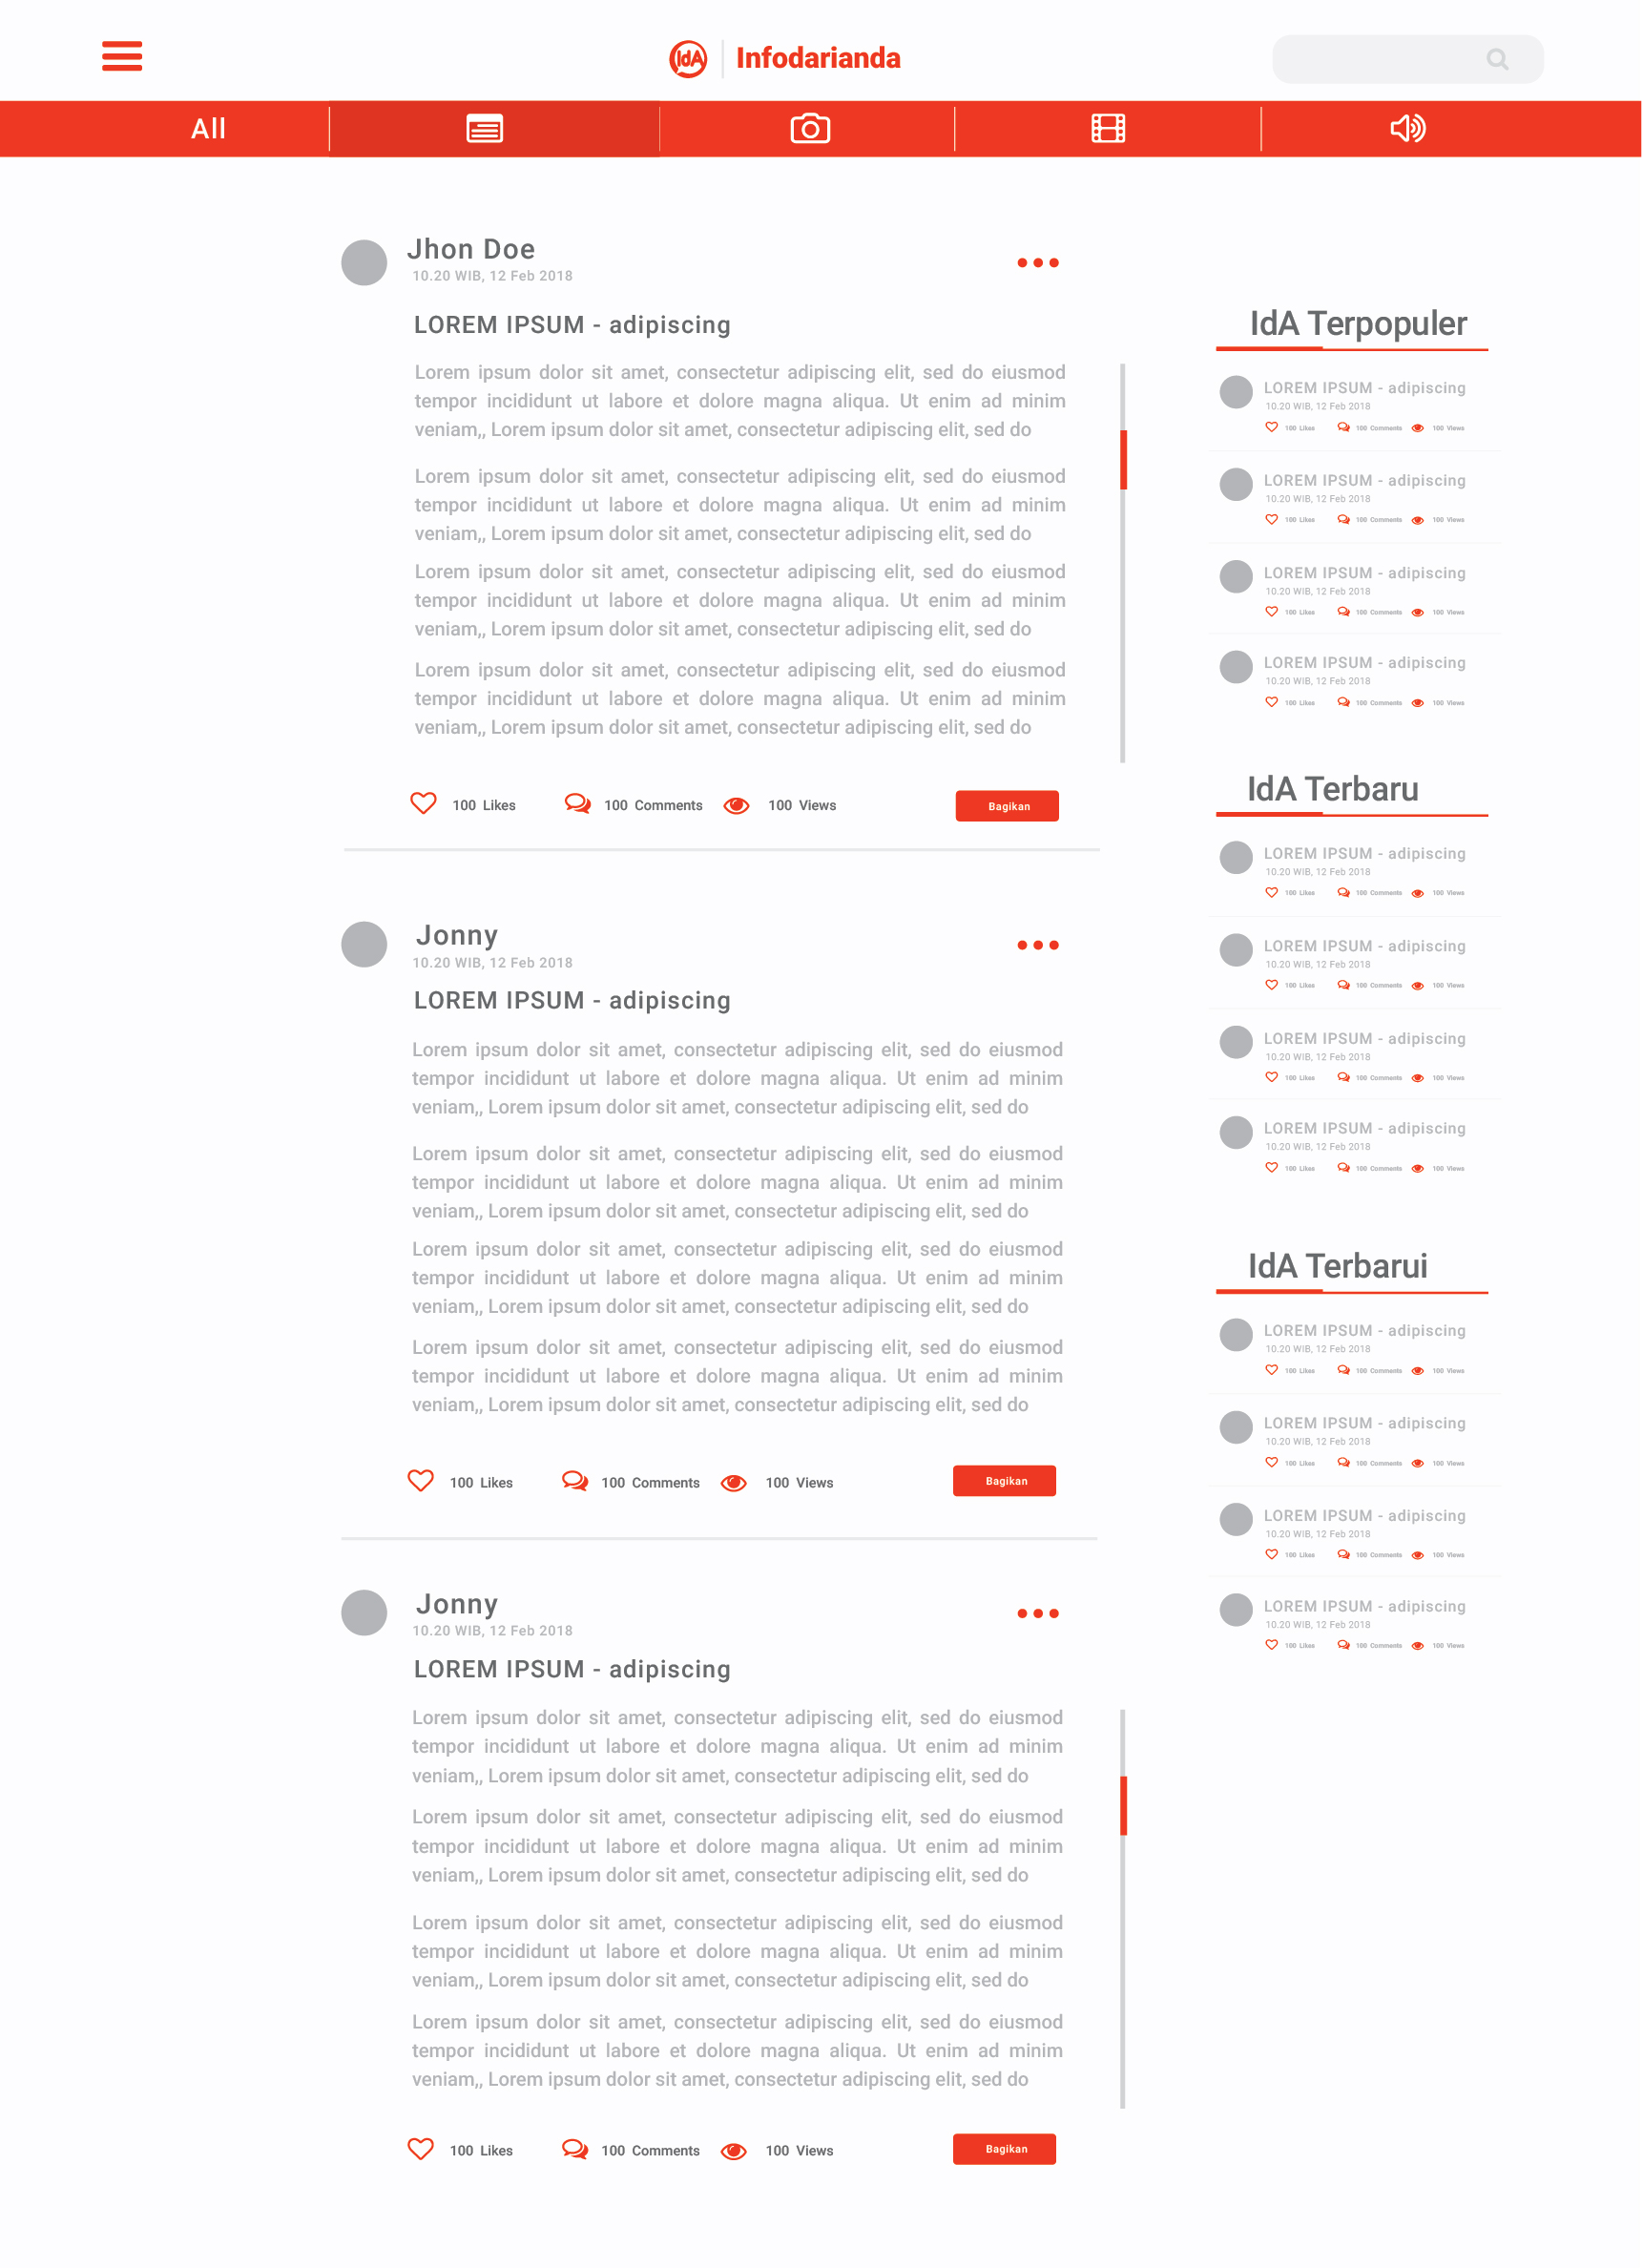 IdA
Infodarianda
All
Jhon Doe
10.20 WIB, 12 Feb 2018
LOREM IPSUM - adipiscing
Lorem ipsum dolor sit amet, consectetur adipiscing elit, sed do eiusmod
tempor incididunt ut labore et dolore magna aliqua. Ut enim ad minim
veniam,, Lorem ipsum dolor sit amet, consectetur adipiscing elit, sed do
Lorem ipsum dolor sit amet, consectetur adipiscing elit, sed do eiusmod
tempor incididunt ut labore et dolore magna aliqua. Ut enim ad minim
veniam,, Lorem ipsum dolor sit amet, consectetur adipiscing elit, sed do
Lorem ipsum dolor sit amet, consectetur adipiscing elit, sed do eiusmod
tempor incididunt ut labore et dolore magna aliqua. Ut enim ad minim
veniam,, Lorem ipsum dolor sit amet, consectetur adipiscing elit, sed do
Lorem ipsum dolor sit amet, consectetur adipiscing elit, sed do eiusmod
tempor incididunt ut labore et dolore magna aliqua. Ut enim ad minim
veniam,, Lorem ipsum dolor sit amet, consectetur adipiscing elit, sed do
100 Likes 100 Comments 100 Views Bagikan
Jonny
10.20 WIB, 12 Feb 2018
LOREM IPSUM - adipiscing
Lorem ipsum dolor sit amet, consectetur adipiscing elit, sed do eiusmod
tempor incididunt ut labore et dolore magna aliqua. Ut enim ad minim
veniam,, Lorem ipsum dolor sit amet, consectetur adipiscing elit, sed do
Lorem ipsum dolor sit amet, consectetur adipiscing elit, sed do eiusmod
tempor incididunt ut labore et dolore magna aliqua. Ut enim ad minim
veniam,, Lorem ipsum dolor sit amet, consectetur adipiscing elit, sed do
Lorem ipsum dolor sit amet, consectetur adipiscing elit, sed do eiusmod
tempor incididunt ut labore et dolore magna aliqua. Ut enim ad minim
veniam,, Lorem ipsum dolor sit amet, consectetur adipiscing elit, sed do
Lorem ipsum dolor sit amet, consectetur adipiscing elit, sed do eiusmod
tempor incididunt ut labore et dolore magna aliqua. Ut enim ad minim
veniam,, Lorem ipsum dolor sit amet, consectetur adipiscing elit, sed do
100 Likes 100 Comments 100 Views Bagikan
Jonny
10.20 WIB, 12 Feb 2018
LOREM IPSUM - adipiscing
Lorem ipsum dolor sit amet, consectetur adipiscing elit, sed do eiusmod
tempor incididunt ut labore et dolore magna aliqua. Ut enim ad minim
veniam,, Lorem ipsum dolor sit amet, consectetur adipiscing elit, sed do
Lorem ipsum dolor sit amet, consectetur adipiscing elit, sed do eiusmod
tempor incididunt ut labore et dolore magna aliqua. Ut enim ad minim
veniam,, Lorem ipsum dolor sit amet, consectetur adipiscing elit, sed do
Lorem ipsum dolor sit amet, consectetur adipiscing elit, sed do eiusmod
tempor incididunt ut labore et dolore magna aliqua. Ut enim ad minim
veniam,, Lorem ipsum dolor sit amet, consectetur adipiscing elit, sed do
Lorem ipsum dolor sit amet, consectetur adipiscing elit, sed do eiusmod
tempor incididunt ut labore et dolore magna aliqua. Ut enim ad minim
veniam,, Lorem ipsum dolor sit amet, consectetur adipiscing elit, sed do
100 Likes 100 Comments 100 Views Bagikan
IdA Terpopuler
LOREM IPSUM - adipiscing
10.20 WIB, 12 Feb 2018
100 Likes 100 Comments 100 Views
LOREM IPSUM - adipiscing
10.20 WIB, 12 Feb 2018
100 Likes 100 Comments 100 Views
LOREM IPSUM - adipiscing
10.20 WIB, 12 Feb 2018
100 Likes 100 Comments 100 Views
LOREM IPSUM - adipiscing
10.20 WIB, 12 Feb 2018
100 Likes 100 Comments 100 Views
IdA Terbaru
LOREM IPSUM - adipiscing
10.20 WIB, 12 Feb 2018
100 Likes 100 Comments 100 Views
LOREM IPSUM - adipiscing
10.20 WIB, 12 Feb 2018
100 Likes 100 Comments 100 Views
LOREM IPSUM - adipiscing
10.20 WIB, 12 Feb 2018
100 Likes 100 Comments 100 Views
LOREM IPSUM - adipiscing
10.20 WIB, 12 Feb 2018
100 Likes 100 Comments 100 Views
IdA Terbarui
LOREM IPSUM - adipiscing
10.20 WIB, 12 Feb 2018
100 Likes 100 Comments 100 Views
LOREM IPSUM - adipiscing
10.20 WIB, 12 Feb 2018
100 Likes 100 Comments 100 Views
LOREM IPSUM - adipiscing
10.20 WIB, 12 Feb 2018
100 Likes 100 Comments 100 Views
LOREM IPSUM - adipiscing
10.20 WIB, 12 Feb 2018
100 Likes 100 Comments 100 Views